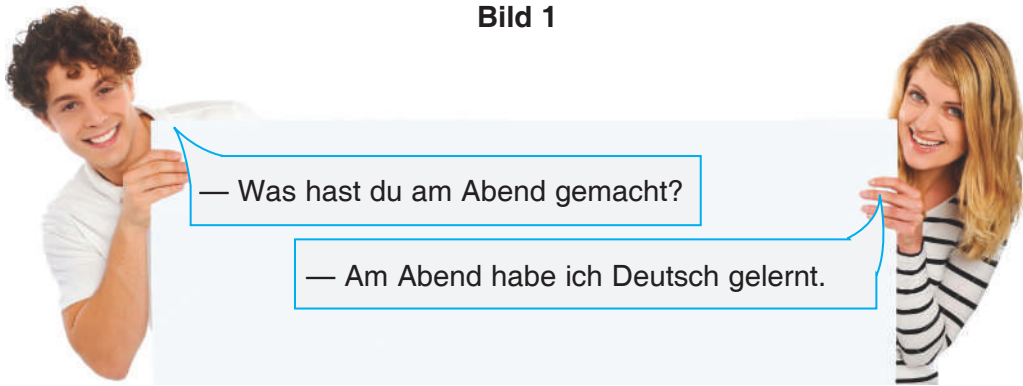 Bild 1
— Was hast du am Abend gemacht?
— Am Abend habe ich Deutsch gelernt.